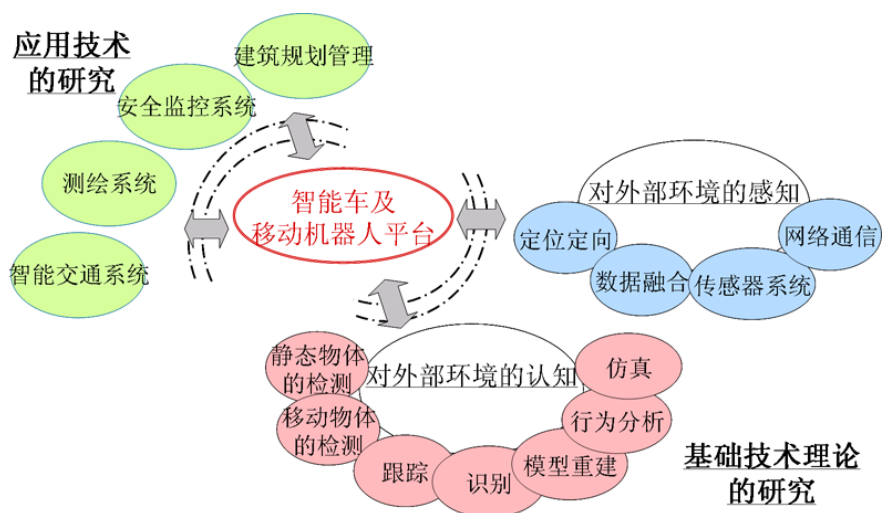 应用技术
的研究
建筑规划管理
安全监控系统
测绘系统
智能交通系统
智能车及
移动机器人平台
对外部环境的感知
定位定向
数据融合
传感器系统
网络通信
对外部环境的认知
静态物体
的检测
移动物体
的检测
跟踪
识别
模型重建
行为分析
仿真
基础技术理论
的研究